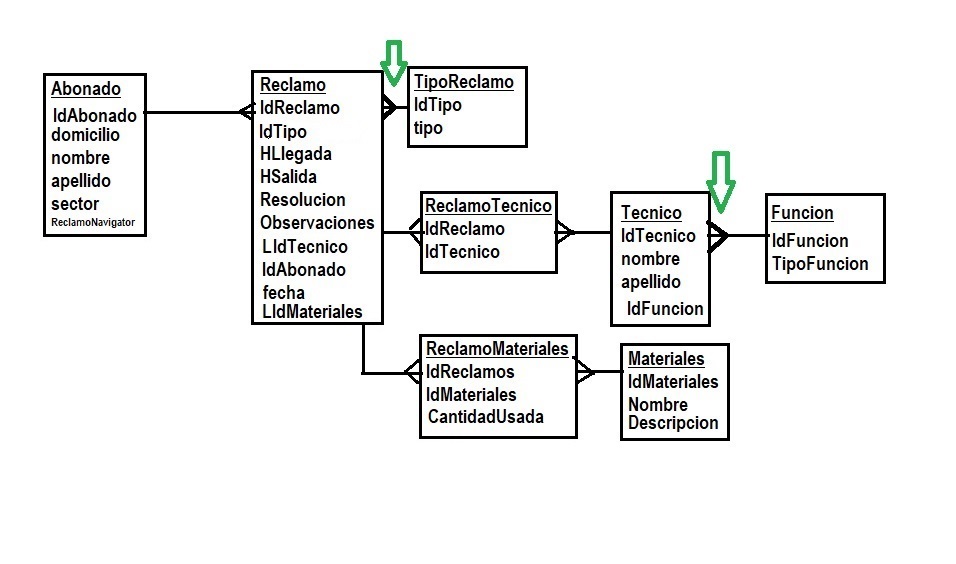 Abonado
IdAbonado
domicilio
nombre
apellido
sector
ReclamoNavigator
Reclamo
IdReclamo
IdTipo
HLlegada
HSalida
Resolucion
Observaciones
LIdTecnico
IdAbonado
fecha
LIdMateriales
TipoReclamo
IdTipo
tipo
ReclamoTecnico
IdReclamo
IdTecnico
Tecnico
IdTecnico
nombre
apellido
IdFuncion
Funcion
IdFuncion
TipoFuncion
ReclamoMateriales
IdReclamos
IdMateriales
CantidadUsada
Materiales
IdMateriales
Nombre
Descripcion